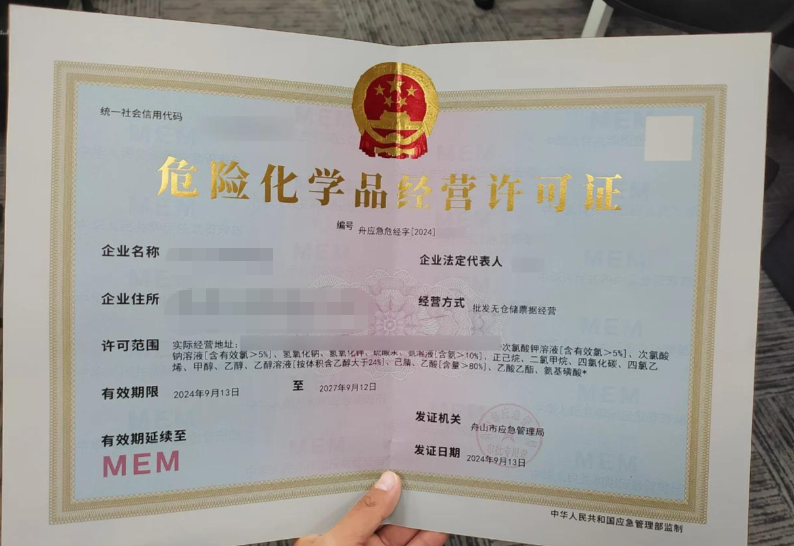 统一社会信用代码
危险化学品经营许可证
编号 舟应急危经字[2024]
企业名称
企业法定代表人
企业住所
经营方式 批发无仓储票据经营
许可范围 实际经营地址:
次氯酸钾溶液[含有效氯>5%]、次氯酸
钠溶液[含有效氯>5%]、氢氧化钠、氢氧化钾、氨溶液[含氨>10%]、正己烷、二氯甲烷、四氯化碳、四氯乙
烯、甲醇、乙醇、乙醇溶液[按体积含乙醇大于24%]、己腈、乙酸[含量>80%]、乙酸乙酯、氨基磺酸*
有效期限 2024年9月13日 至 2027年9月12日
发证机关 舟山市应急管理局
有效期延续至
发证日期 2024年9月13日
MEM
中华人民共和国应急管理部监制